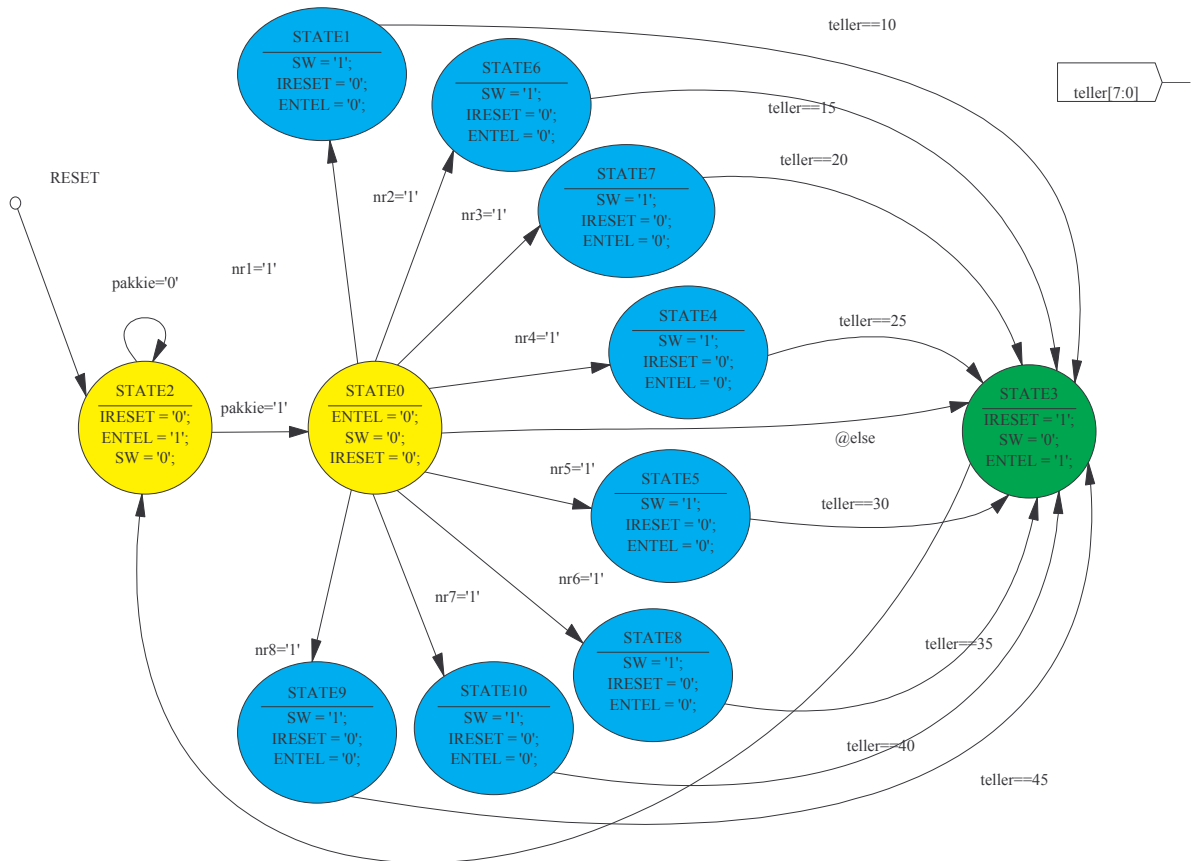 teller==10
STATE1
SW = '1';
IRESET = '0';
ENTEL = '0';
STATE6
SW = '1';
IRESET = '0';
ENTEL = '0';
teller[7:0]
teller==15
teller==20
RESET
STATE7
SW = '1';
IRESET = '0';
ENTEL = '0';
nr2='1'
nr3='1'
nr1='1'
pakkie='0'
STATE4
SW = '1';
IRESET = '0';
ENTEL = '0';
teller==25
nr4='1'
STATE2
IRESET = '0';
ENTEL = '1';
SW = '0';
pakkie='1'
STATE0
ENTEL = '0';
SW = '0';
IRESET = '0';
STATE3
IRESET = '1';
SW = '0';
ENTEL = '1';
@else
nr5='1'
STATE5
SW = '1';
IRESET = '0';
ENTEL = '0';
teller==30
nr6='1'
nr7='1'
nr8='1'
STATE8
SW = '1';
IRESET = '0';
ENTEL = '0';
teller==35
STATE9
SW = '1';
IRESET = '0';
ENTEL = '0';
STATE10
SW = '1';
IRESET = '0';
ENTEL = '0';
teller==40
teller==45